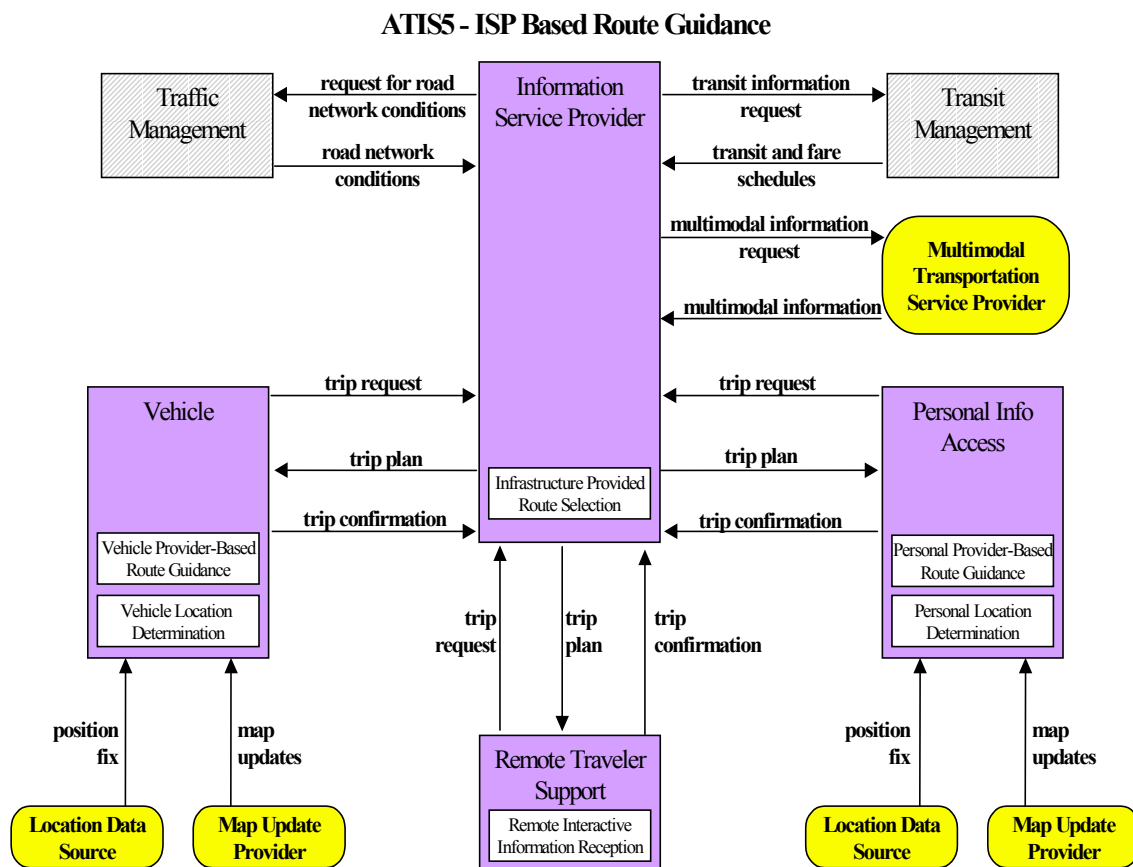 ATIS5 - ISP Based Route Guidance
Traffic
Management
request for road
network conditions
road network
conditions
Information
Service Provider
transit information
request
transit and fare
schedules
Transit
Management
multimodal information
request
multimodal information
Multimodal
Transportation
Service Provider
Vehicle
trip request
trip plan
trip confirmation
Infrastructure Provided
Route Selection
trip request
trip plan
trip confirmation
Personal Info
Access
Vehicle Provider-Based
Route Guidance
Vehicle Location
Determination
Personal Provider-Based
Route Guidance
Personal Location
Determination
trip
request
trip
plan
trip
confirmation
position
fix
map
updates
position
fix
map
updates
Location Data
Source
Map Update
Provider
Remote Traveler
Support
Remote Interactive
Information Reception
Location Data
Source
Map Update
Provider